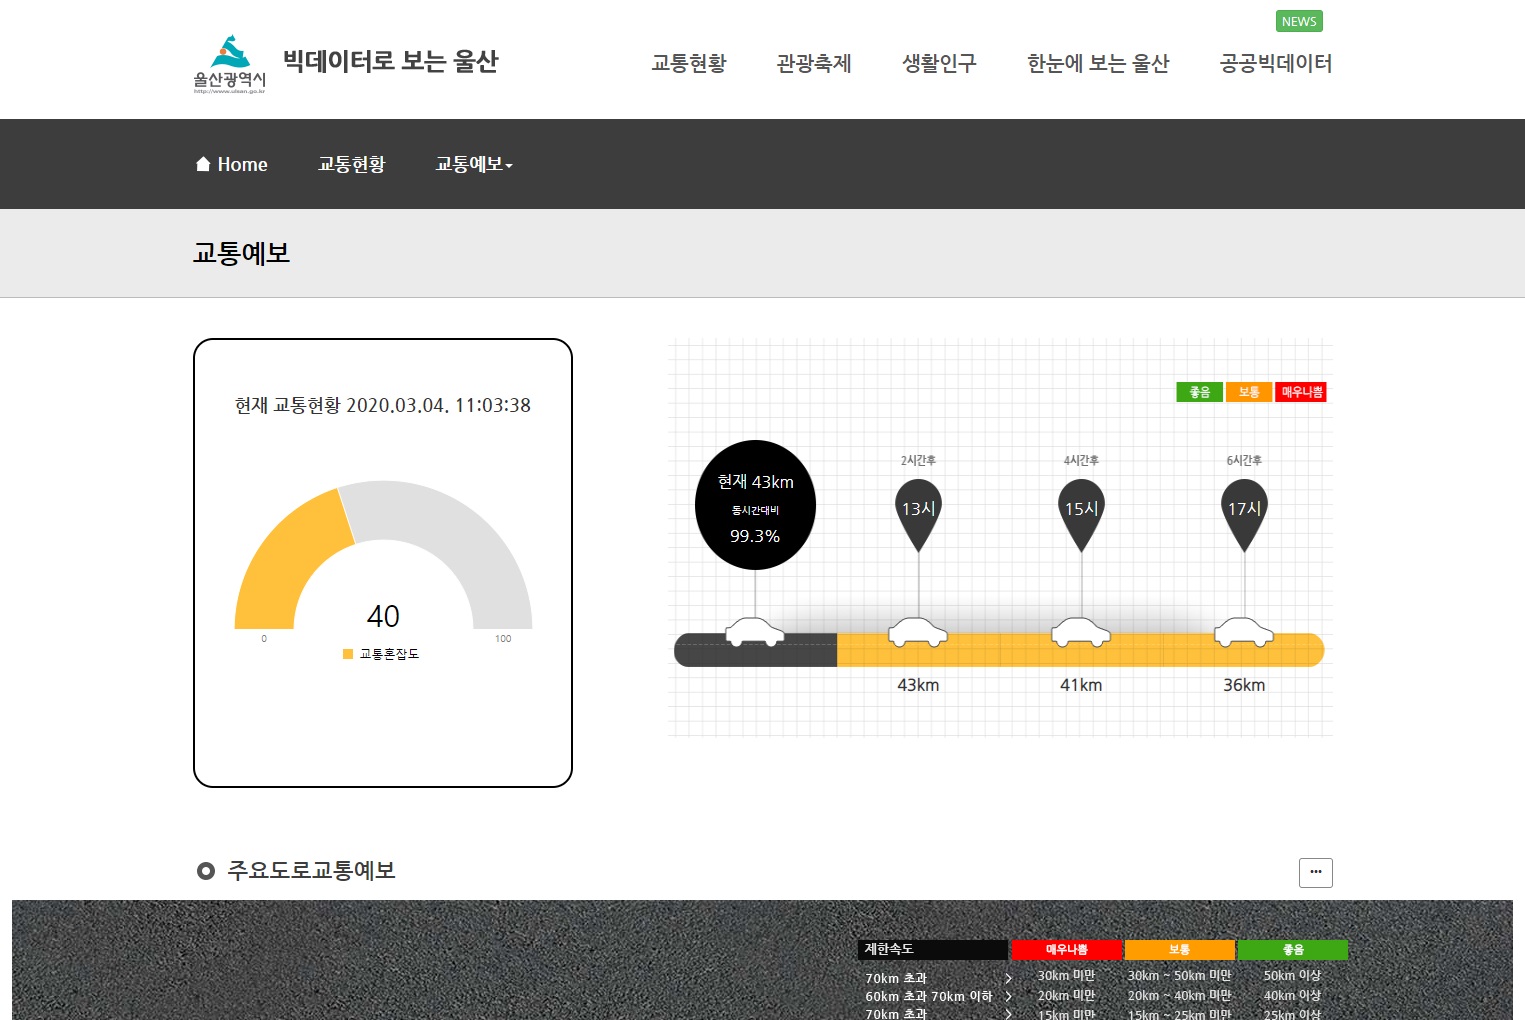 NEWS
울산광역시
http://www.ulsan.go.kr
빅데이터로 보는 울산
교통현황
관광축제
생활인구
한눈에 보는 울산
공공빅데이터
Home
교통현황
교통예보
교통예보
현재 교통현황 2020.03.04. 11:03:38
40
0
100
교통혼잡도
좋음 보통 매우나쁨
현재 43km
동시간대비
99.3%
2시간후
13시
43km
4시간후
15시
41km
6시간후
17시
36km
주요도로교통예보
제한속도 매우나쁨 보통 좋음
70km 초과 > 30km 미만 30km ~ 50km 미만 50km 이상
60km 초과 70km 이하 > 20km 미만 20km ~ 40km 미만 40km 이상
70km 초과 > 15km 미만 15km ~ 25km 미만 25km 이상